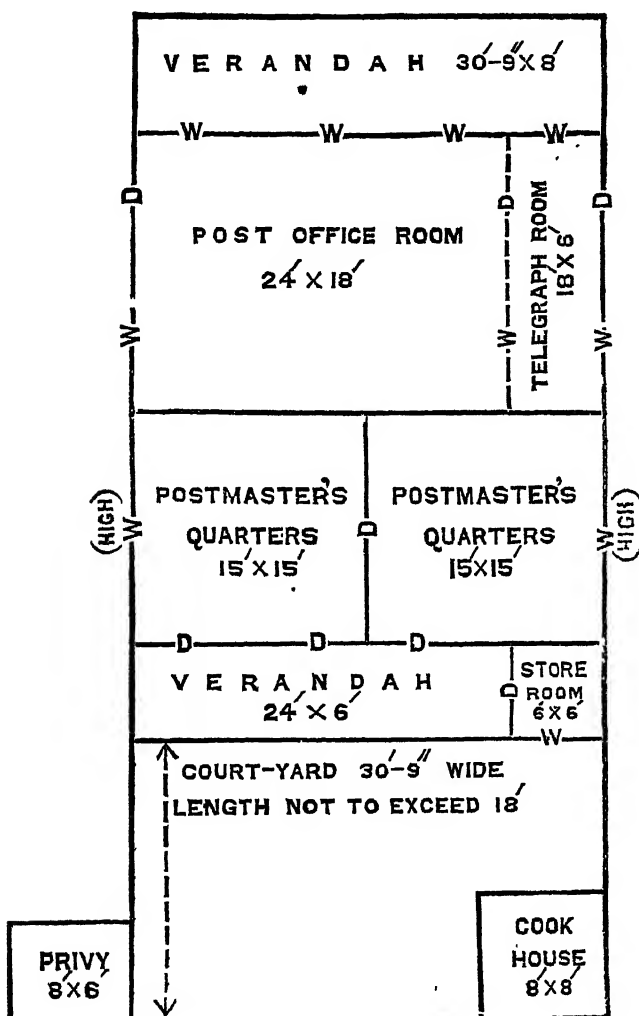 VERANDAH 30'-9"X8'
W W W W
D D D
POST OFFICE ROOM
24'X18'
TELEGRAPH ROOM
18'X6'
W W W
POSTMASTER'S
QUARTERS
15'X15'
POSTMASTER'S
QUARTERS
15X15'
(HIGH)
W
D
W
(HIGH)
D D D
VERANDAH
24'X6'
D
STORE
ROOM
6'X6'
W
COURT-YARD 30'-9" WIDE
LENGTH NOT TO EXCEED 18'
PRIVY
8'X6'
COOK
HOUSE
8'X8'